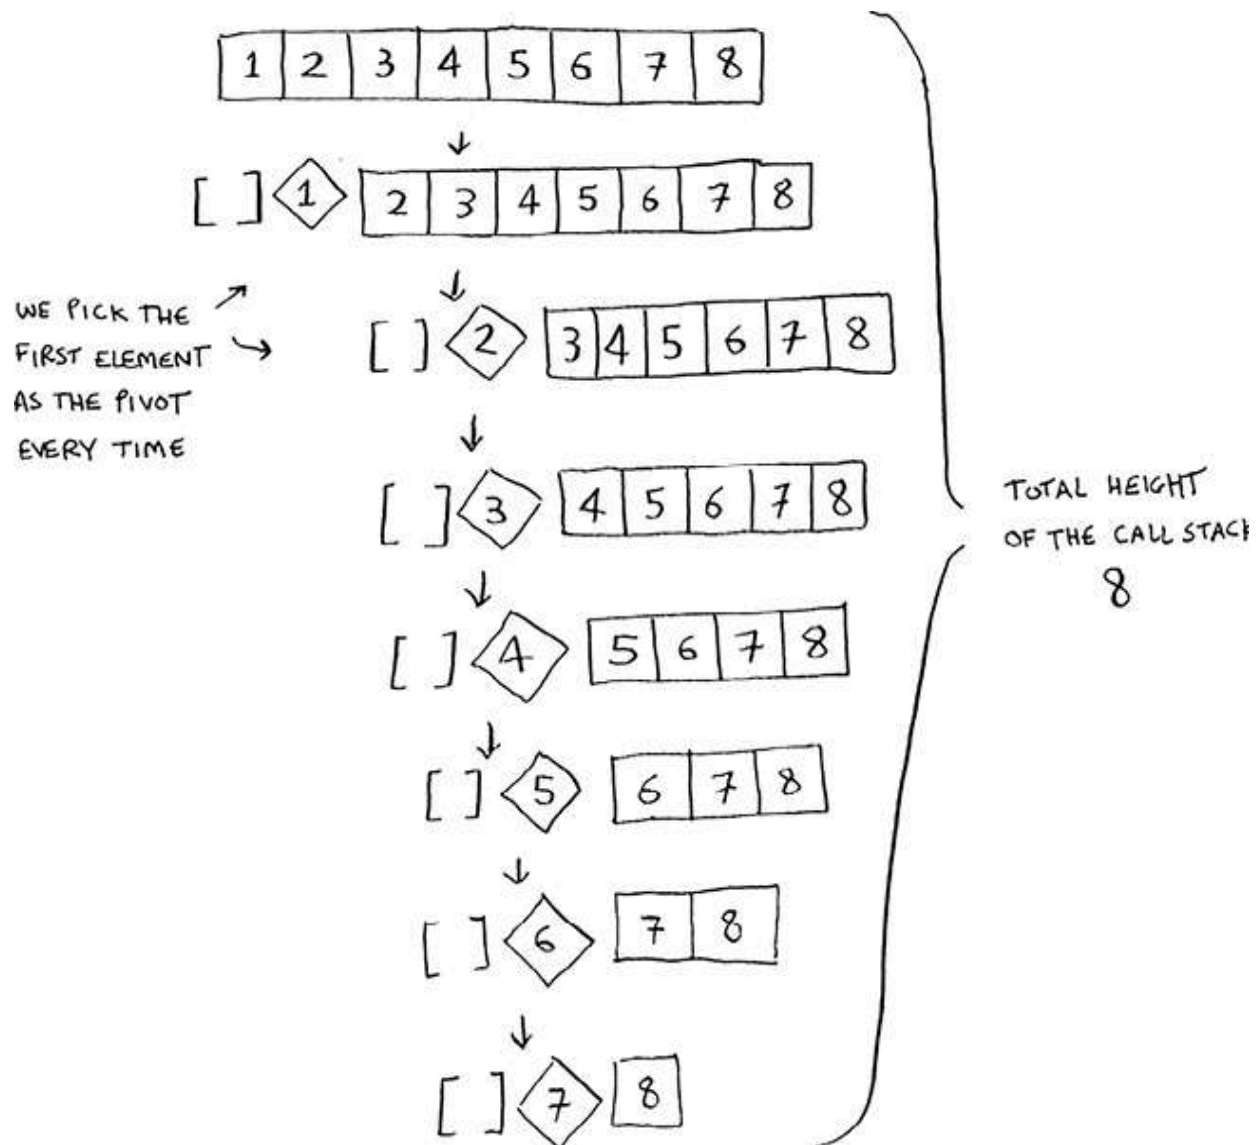 1 2 3 4 5 6 7 8
[ ] 1 2 3 4 5 6 7 8
WE PICK THE
FIRST ELEMENT
AS THE PIVOT
EVERY TIME
[ ] 2 3 4 5 6 7 8
[ ] 3 4 5 6 7 8
TOTAL HEIGHT
OF THE CALL STACK
8
[ ] 4 5 6 7 8
[ ] 5 6 7 8
[ ] 6 7 8
[ ] 7 8